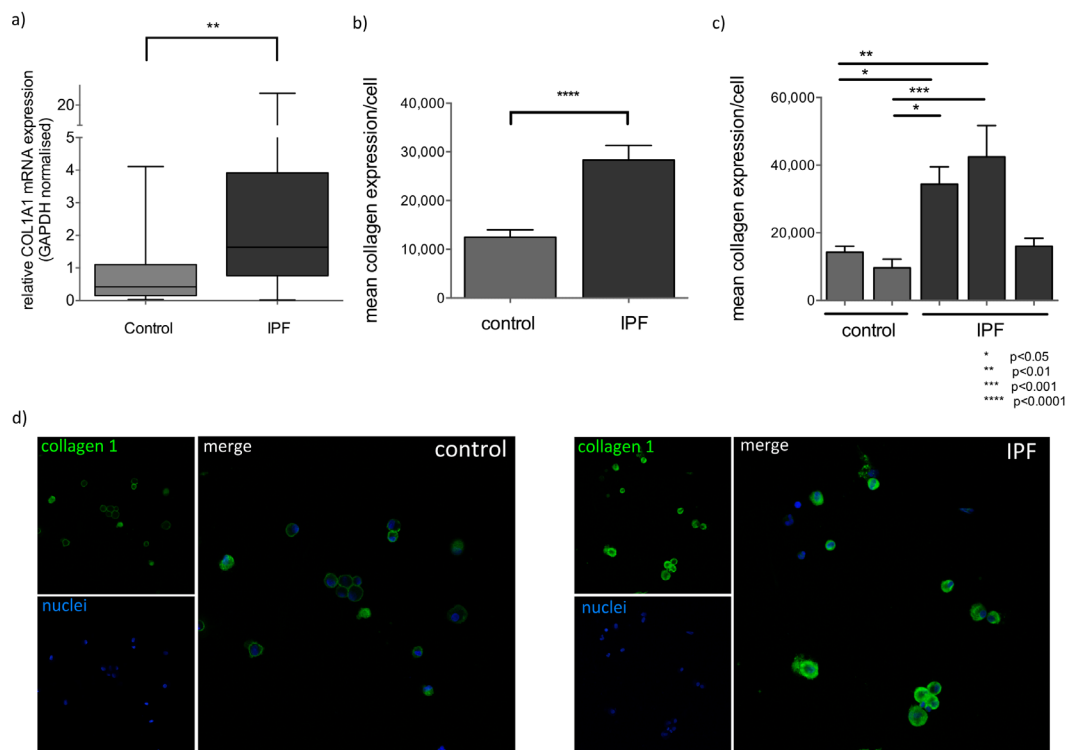 a)
**
relative COL1A1 mRNA expression
(GAPDH normalised)
20
5
4
3
2
1
0
Control
IPF
b)
****
mean collagen expression/cell
40,000
30,000
20,000
10,000
0
control
IPF
c)
**
*
***
*
mean collagen expression/cell
60,000
40,000
20,000
0
control
IPF
* p<0.05
** p<0.01
*** p<0.001
**** p<0.0001
d)
collagen 1
merge
control
nuclei
collagen 1
merge
IPF
nuclei